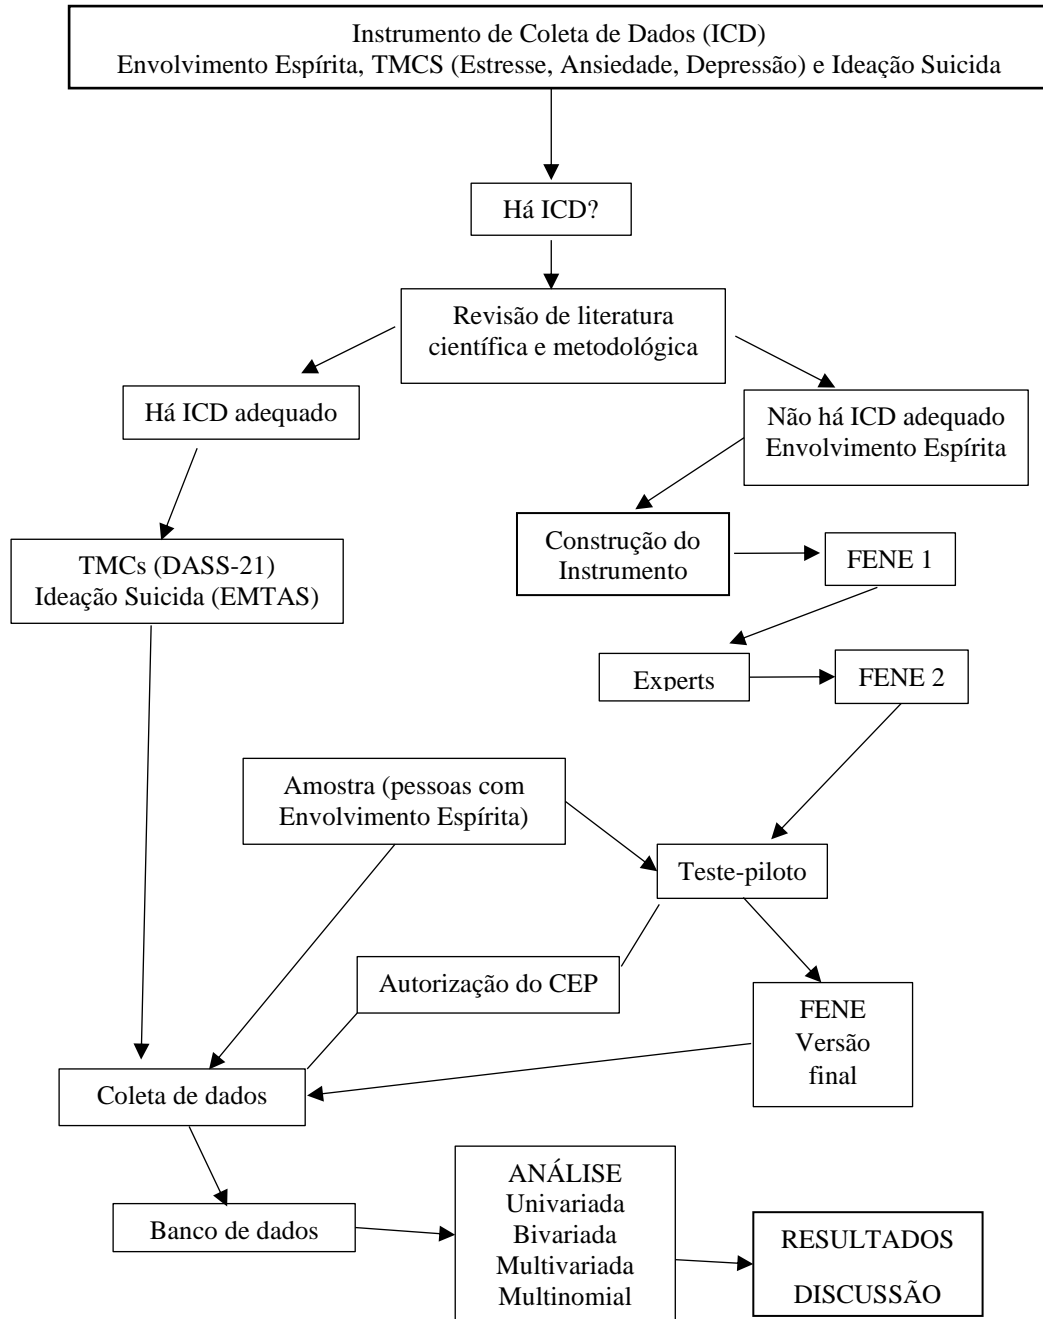 Instrumento de Coleta de Dados (ICD)
Envolvimento Espírita, TMCS (Estresse, Ansiedade, Depressão) e Ideação Suicida
Há ICD?
Revisão de literatura
científica e metodológica
Há ICD adequado
Não há ICD adequado
Envolvimento Espírita
TMCs (DASS-21)
Ideação Suicida (EMTAS)
Construção do
Instrumento
FENE 1
Experts
FENE 2
Amostra (pessoas com
Envolvimento Espírita)
Teste-piloto
Autorização do CEP
FENE
Versão
final
Coleta de dados
Banco de dados
ANÁLISE
Univariada
Bivariada
Multivariada
Multinomial
RESULTADOS
DISCUSSÃO